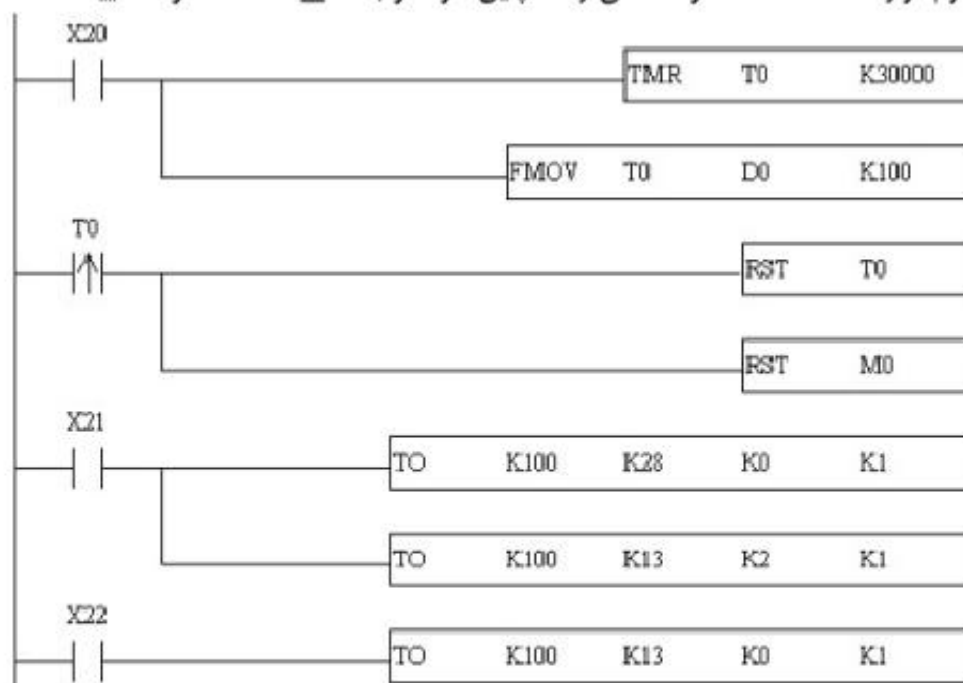 X20
TMR T0 K30000
FMOV T0 D0 K100
T0
RST T0
RST M0
X21
TO K100 K28 K0 K1
TO K100 K13 K2 K1
X22
TO K100 K13 K0 K1